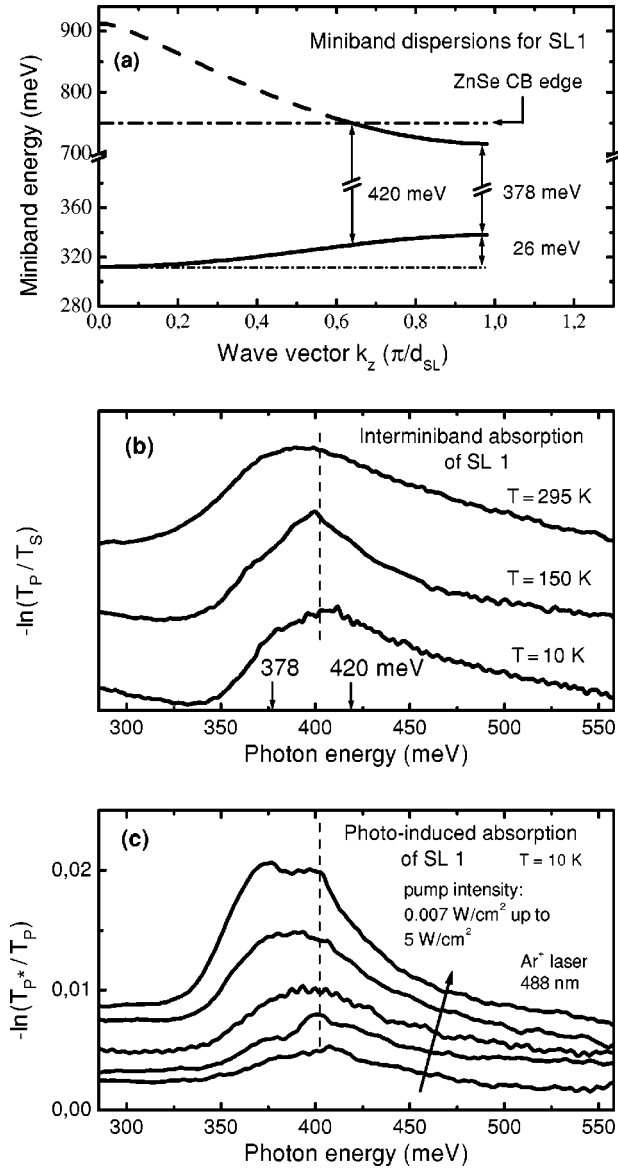 (a)
Miniband dispersions for SL1
ZnSe CB edge
Miniband energy (meV)
900
800
700
360
320
280
420 meV
378 meV
26 meV
0,0 0,2 0,4 0,6 0,8 1,0 1,2
Wave vector k_z (π/d_SL)
(b)
Interminiband absorption
of SL 1
T = 295 K
T = 150 K
T = 10 K
-ln(T_P / T_S)
378 420 meV
300 350 400 450 500 550
Photon energy (meV)
(c)
Photo-induced absorption
of SL 1 T = 10 K
pump intensity:
0.007 W/cm² up to
5 W/cm²
Ar⁺ laser
488 nm
-ln(T_P* / T_P)
0,02
0,01
0,00
300 350 400 450 500 550
Photon energy (meV)